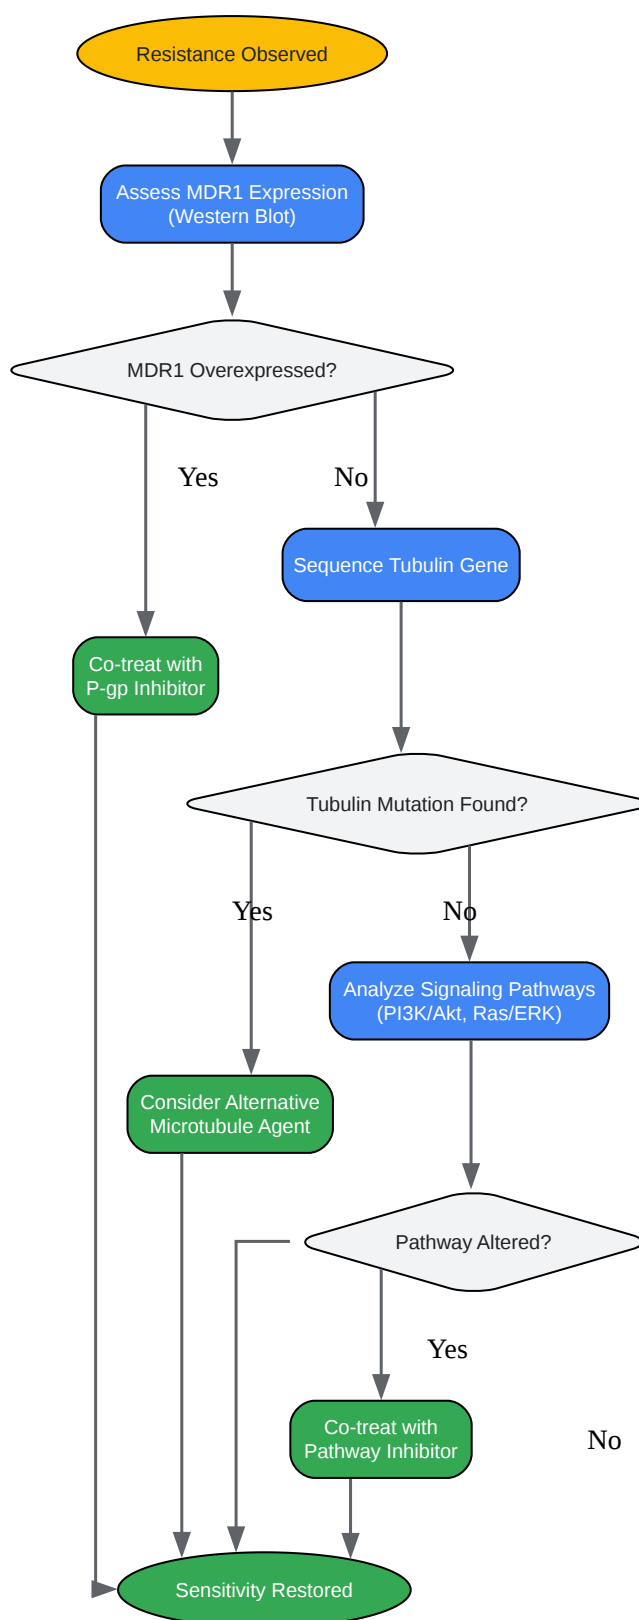 Resistance Observed
Assess MDR1 Expression
(Western Blot)
MDR1 Overexpressed?
Yes
No
Sequence Tubulin Gene
Co-treat with
P-gp Inhibitor
Tubulin Mutation Found?
Yes
No
Analyze Signaling Pathways
(PI3K/Akt, Ras/ERK)
Consider Alternative
Microtubule Agent
Pathway Altered?
Yes
Co-treat with
Pathway Inhibitor
No
Sensitivity Restored